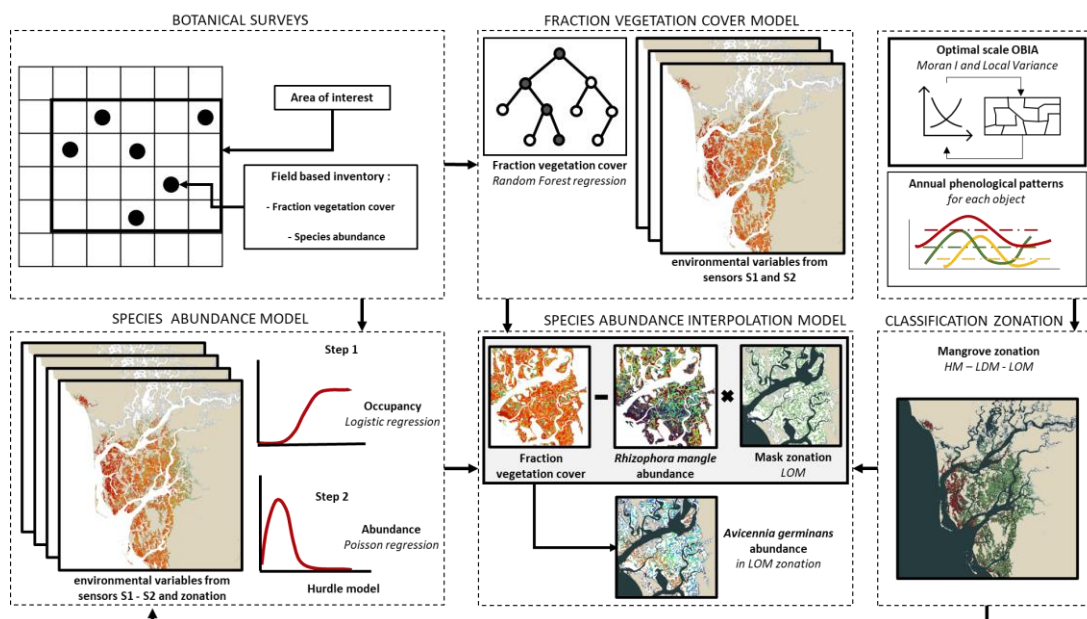 BOTANICAL SURVEYS
Area of interest
Field based inventory :
- Fraction vegetation cover
- Species abundance
FRACTION VEGETATION COVER MODEL
Fraction vegetation cover
Random Forest regression
environmental variables from
sensors S1 and S2
Optimal scale OBIA
Moran I and Local Variance
Annual phenological patterns
for each object
SPECIES ABUNDANCE MODEL
Step 1
Occupancy
Logistic regression
Step 2
Abundance
Poisson regression
Hurdle model
environmental variables from
sensors S1 - S2 and zonation
SPECIES ABUNDANCE INTERPOLATION MODEL
Fraction
vegetation cover
Rhizophora mangle
abundance
Mask zonation
LOM
Avicennia germinans
abundance
in LOM zonation
CLASSIFICATION ZONATION
Mangrove zonation
HM – LDM - LOM